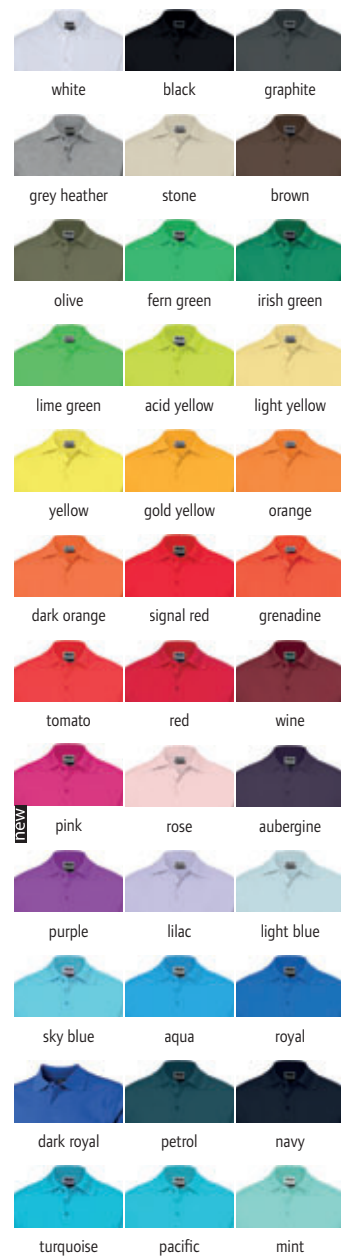 white black graphite
grey heather stone brown
olive fern green irish green
lime green acid yellow light yellow
yellow gold yellow orange
dark orange signal red grenadine
tomato red wine
new
pink rose aubergine
purple lilac light blue
sky blue aqua royal
dark royal petrol navy
turquoise pacific mint